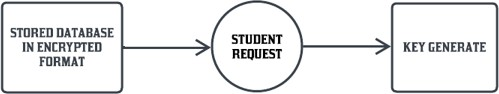 STORED DATABASE
IN ENCRYPTED
FORMAT
STUDENT
REQUEST
KEY GENERATE